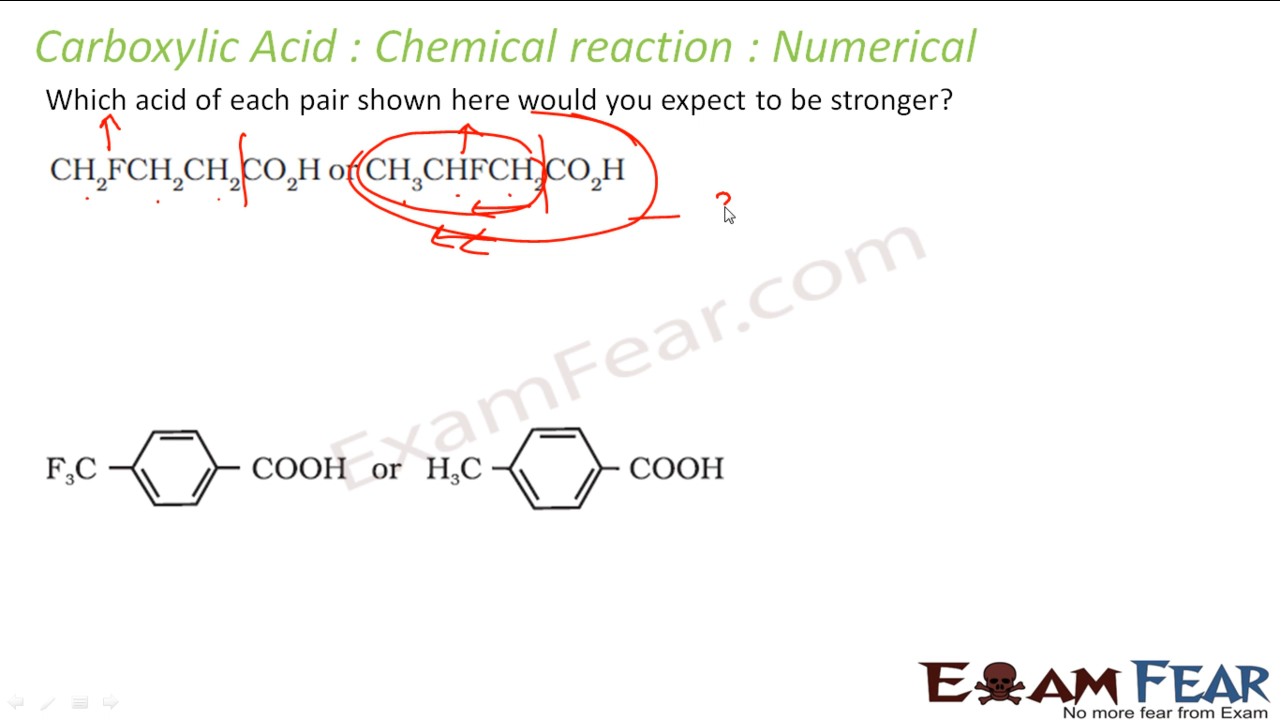 Carboxylic Acid : Chemical reaction : Numerical
Which acid of each pair shown here would you expect to be stronger?
CH₂FCH₂CH₂CO₂H or CH₃CHFCH₂CO₂H
?
ExamFear.com
F₃C COOH or H₃C COOH
EXAM FEAR
No more fear from Exam